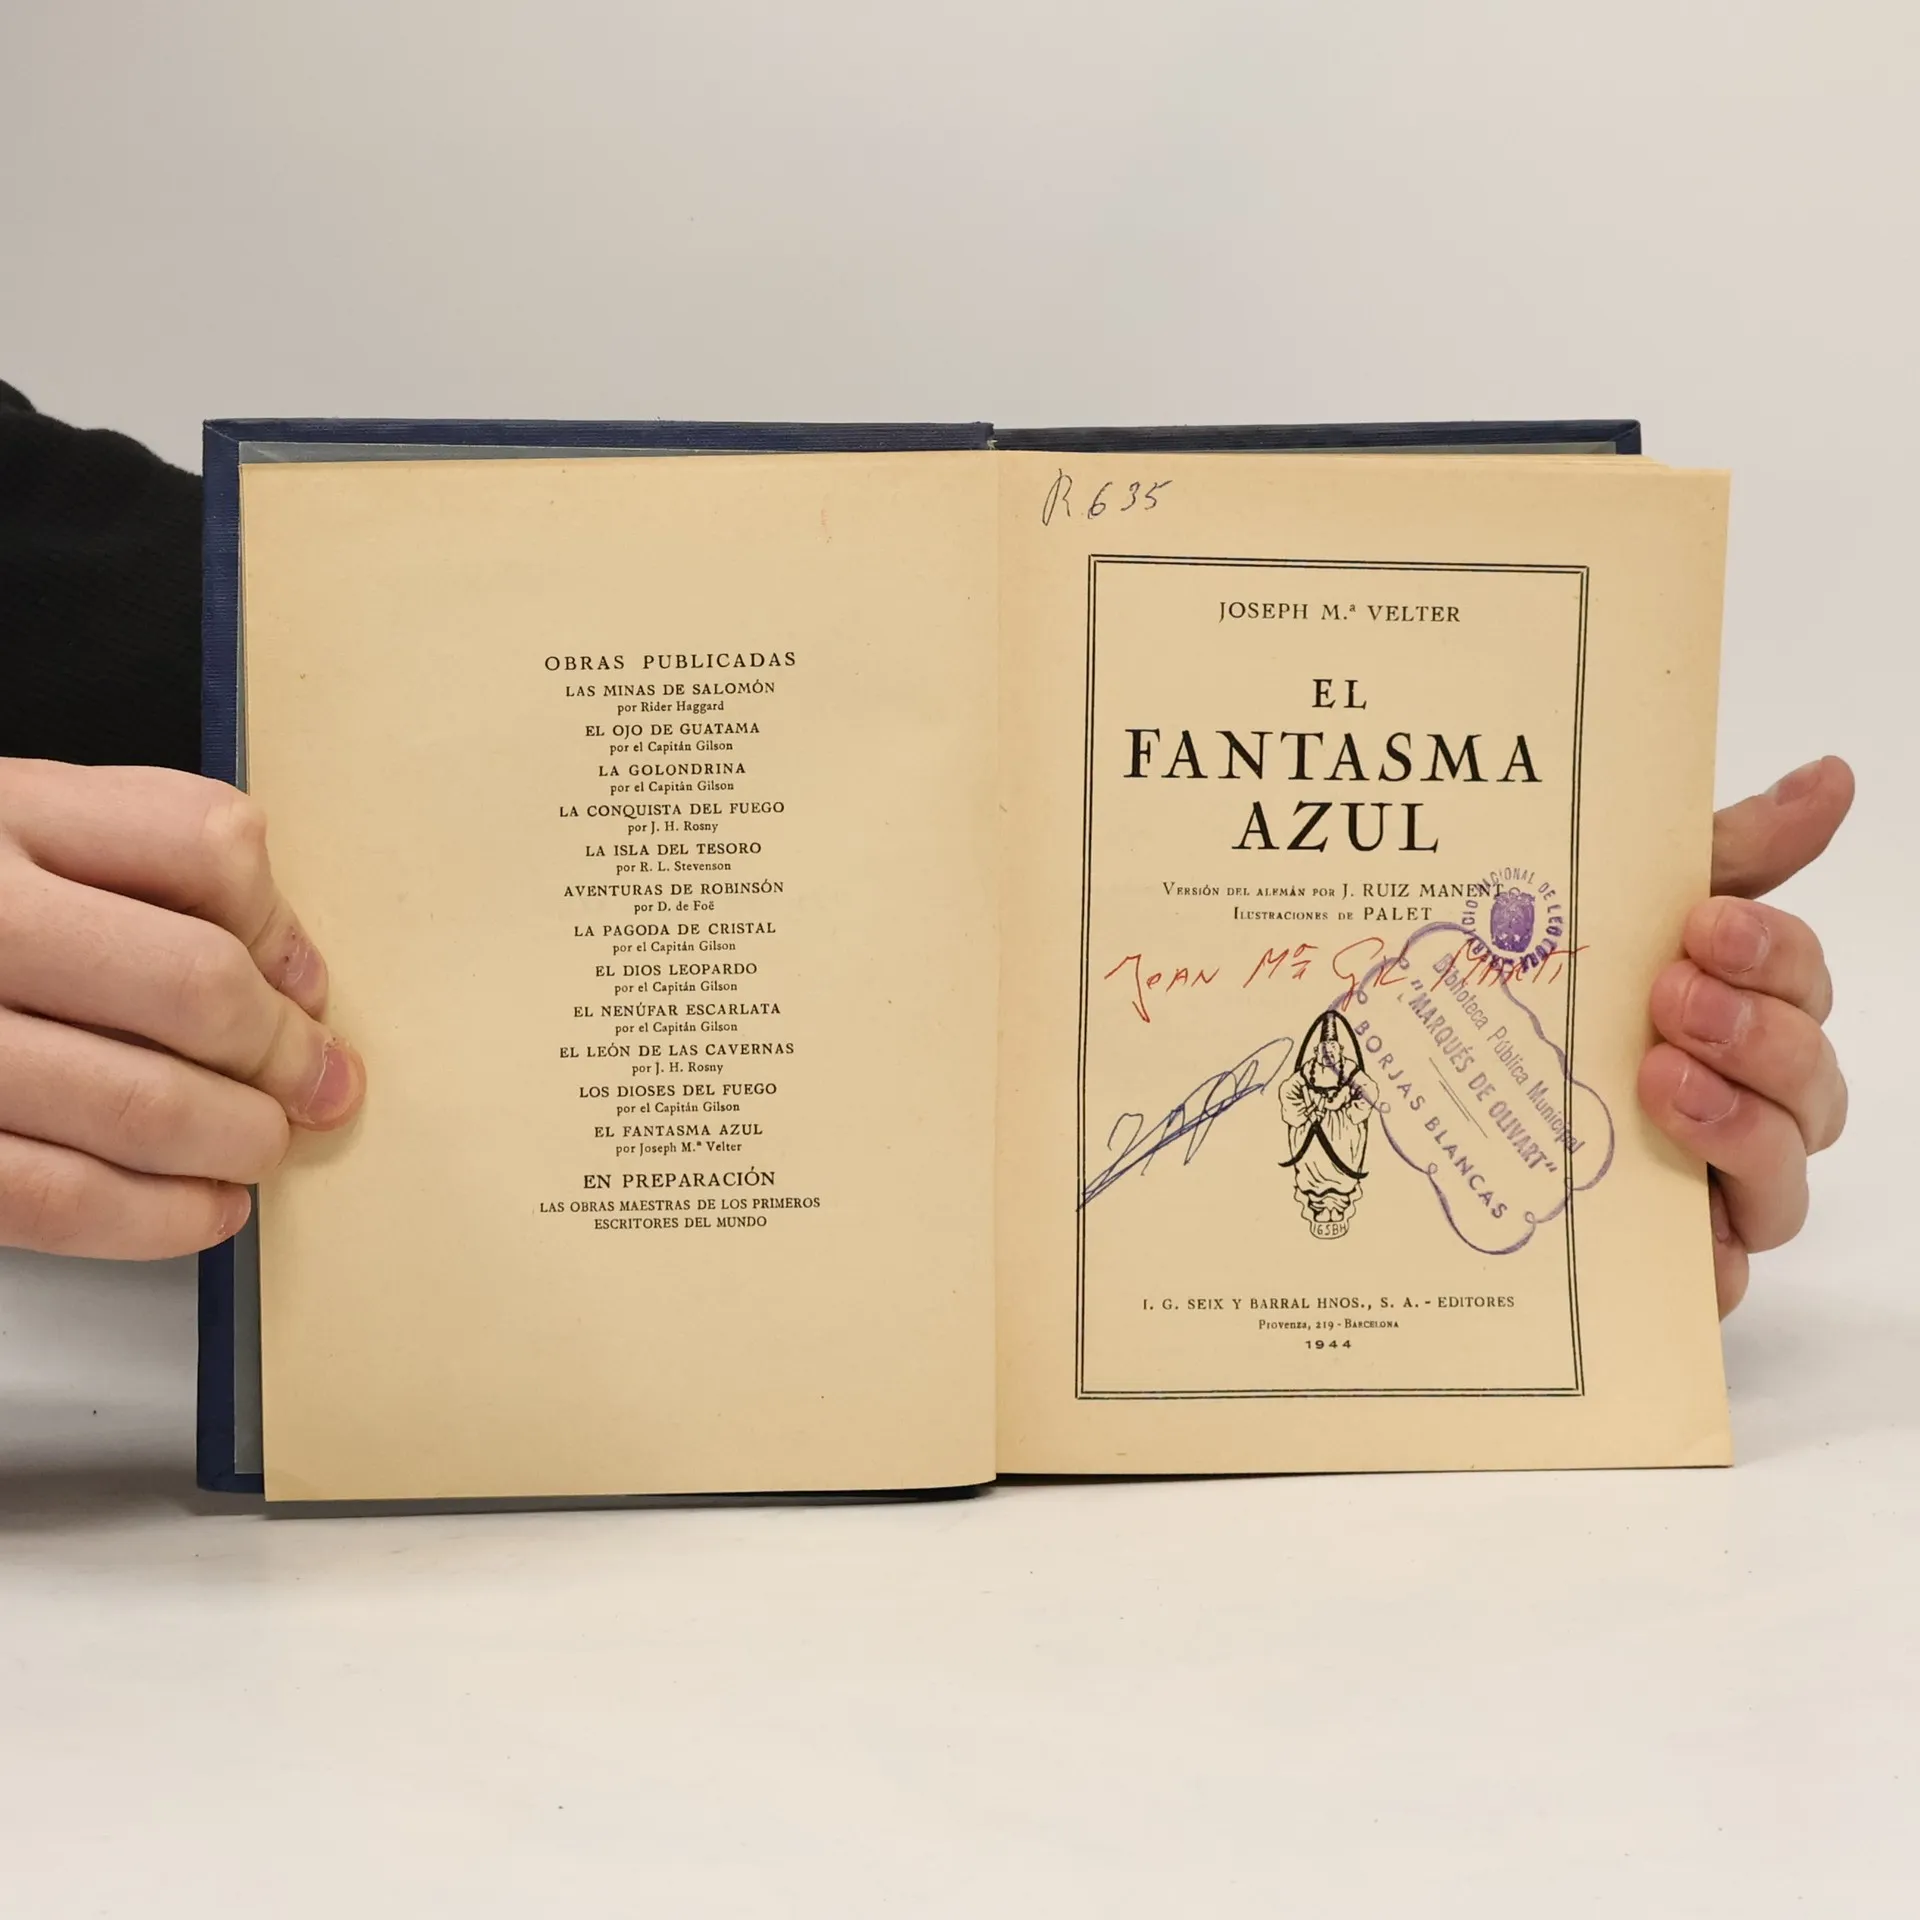 OBRAS PUBLICADAS
LAS MINAS DE SALOMÓN
por Rider Haggard
EL OJO DE GUATAMA
por el Capitán Gilson
LA GOLONDRINA
por el Capitán Gilson
LA CONQUISTA DEL FUEGO
por J. H. Rosny
LA ISLA DEL TESORO
por R. L. Stevenson
AVENTURAS DE ROBINSÓN
por D. de Foë
LA PAGODA DE CRISTAL
por el Capitán Gilson
EL DIOS LEOPARDO
por el Capitán Gilson
EL NENÚFAR ESCARLATA
por el Capitán Gilson
EL LEÓN DE LAS CAVERNAS
por J. H. Rosny
LOS DIOSES DEL FUEGO
por el Capitán Gilson
EL FANTASMA AZUL
por Joseph M.ª Velter
EN PREPARACIÓN
LAS OBRAS MAESTRAS DE LOS PRIMEROS
ESCRITORES DEL MUNDO
R. 635
JOSEPH M.ª VELTER
EL
FANTASMA
AZUL
VERSIÓN DEL ALEMÁN POR J. RUIZ MANENT
ILUSTRACIONES DE PALET
NACIONAL DE LECTURA
JOAN Mª GIL MARTI
Biblioteca Pública Municipal
"MARQUÉS DE OLIVART"
BORJAS BLANCAS
IGSBH
I. G. SEIX Y BARRAL HNOS., S. A. - EDITORES
Provenza, 219 - BARCELONA
1944